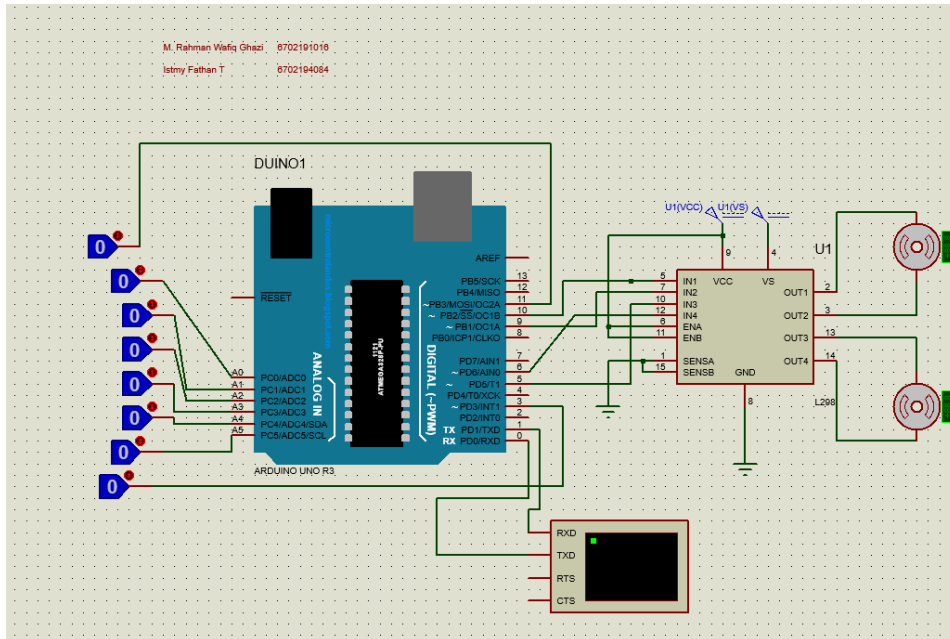 M. Rahman Wafiq Ghazi 6702191016
Istmy Fathan T 6702194084
DUINO1
AREF
RESET
PB5/SCK 13
PB4/MISO 12
~PB3/MOSI/OC2A 11
~ PB2/SS/OC1B 10
~ PB1/OC1A 9
PB0/ICP1/CLKO 8
PD7/AIN1 7
~PD6/AIN0 6
~ PD5/T1 5
PD4/T0/XCK 4
~ PD3/INT1 3
PD2/INT0 2
TX PD1/TXD 1
RX PD0/RXD 0
DIGITAL (~PWM)
ANALOG IN
ATMEGA328P-PU
1121
A0 PC0/ADC0
A1 PC1/ADC1
A2 PC2/ADC2
A3 PC3/ADC3
A4 PC4/ADC4/SDA
A5 PC5/ADC5/SCL
ARDUINO UNO R3
0
0
0
0
0
0
0
0
U1(VCC) U1(VS)
9 4
U1
5 IN1 VCC VS
7 IN2 OUT1 2
10 IN3
12 IN4 OUT2 3
6 ENA
11 ENB OUT3 13
1 SENSA OUT4 14
15 SENSB GND
8
L298
RXD
TXD
RTS
CTS